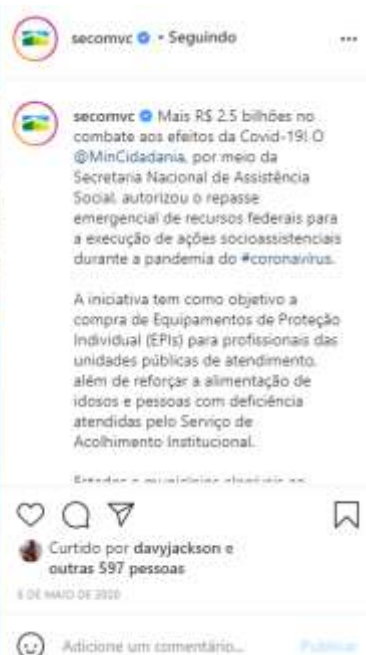 secomvc • Seguindo
secomvc Mais R$ 2.5 bilhões no
combate aos efeitos da Covid-19! O
@MinCidadania, por meio da
Secretaria Nacional de Assistência
Social, autorizou o repasse
emergencial de recursos federais para
a execução de ações socioassistenciais
durante a pandemia do #coronavírus.
A iniciativa tem como objetivo a
compra de Equipamentos de Proteção
Individual (EPIs) para profissionais das
unidades públicas de atendimento,
além de reforçar a alimentação de
idosos e pessoas com deficiência
atendidas pelo Serviço de
Acolhimento Institucional.
Estados e municípios
Curtido por davyjackson e
outras 597 pessoas
DE MAIO DE 2020
Adicione um comentário... Publicar